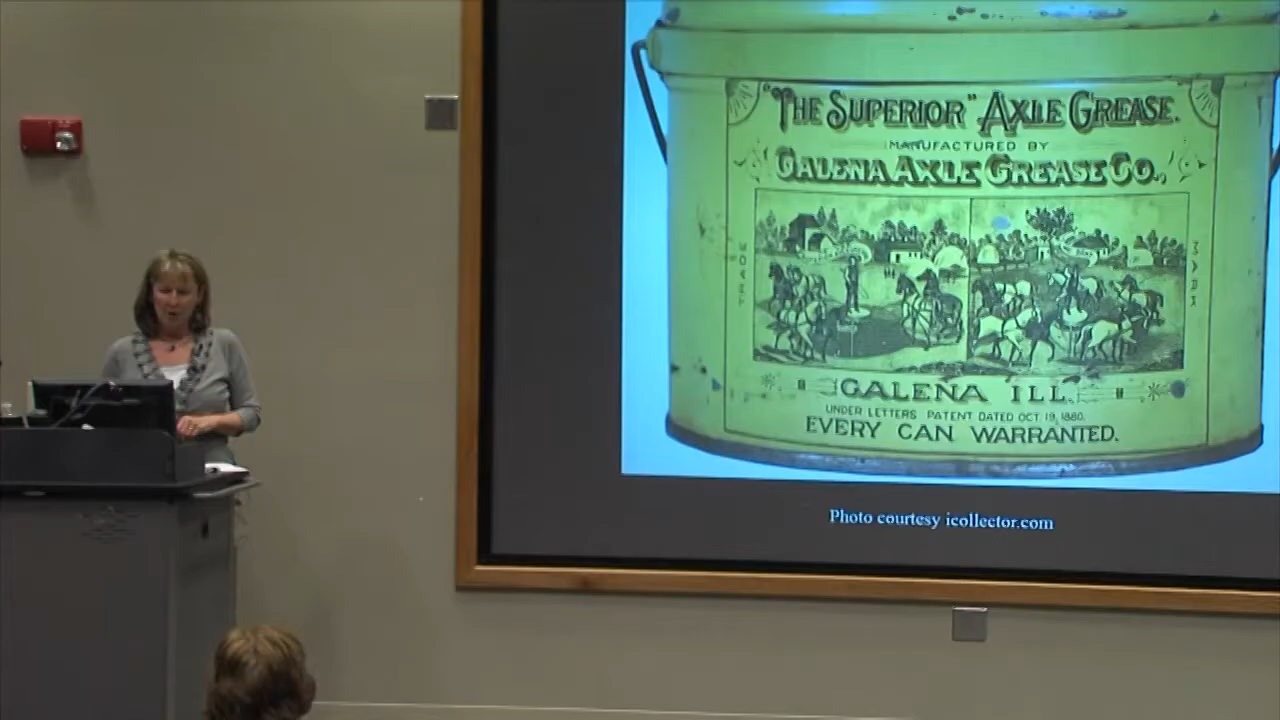 "THE SUPERIOR" AXLE GREASE.
MANUFACTURED BY
GALENA AXLE GREASE CO.,
TRADE
MARK
GALENA ILL.
UNDER LETTERS PATENT DATED OCT. 19, 1880.
EVERY CAN WARRANTED.
Photo courtesy icollector.com